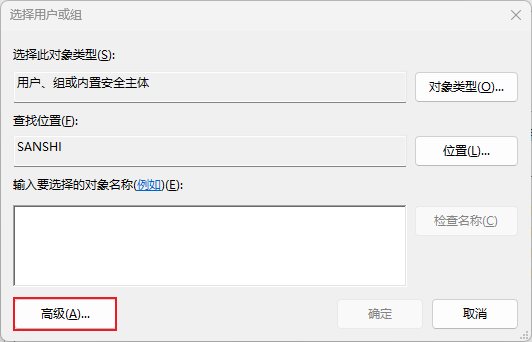 选择用户或组
选择此对象类型(S):
用户、组或内置安全主体
对象类型(O)...
查找位置(F):
SANSHI
位置(L)...
输入要选择的对象名称(例如)(E):
检查名称(C)
高级(A)...
确定
取消